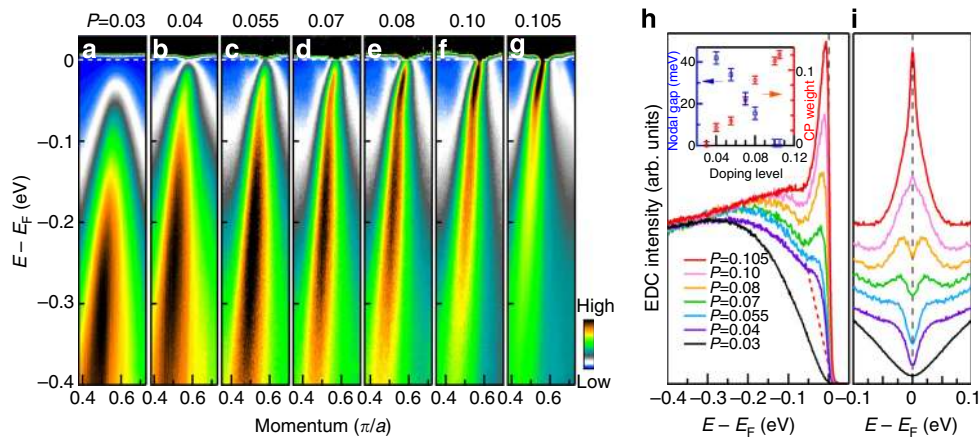 P=0.03 0.04 0.055 0.07 0.08 0.10 0.105
a b c d e f g
0
−0.1
−0.2
−0.3
−0.4
E − E_F (eV)
0.4 0.6 0.4 0.6 0.4 0.6 0.4 0.6 0.4 0.6 0.4 0.6 0.4 0.6
Momentum (π/a)
High
Low
h
EDC intensity (arb. units)
Nodal gap (meV)
40
20
0
0.1
0
CP weight
0.04 0.08 0.12
Doping level
P=0.105
P=0.10
P=0.08
P=0.07
P=0.055
P=0.04
P=0.03
−0.4 −0.3 −0.2 −0.1 0
E − E_F (eV)
i
−0.1 0 0.1
E − E_F (eV)